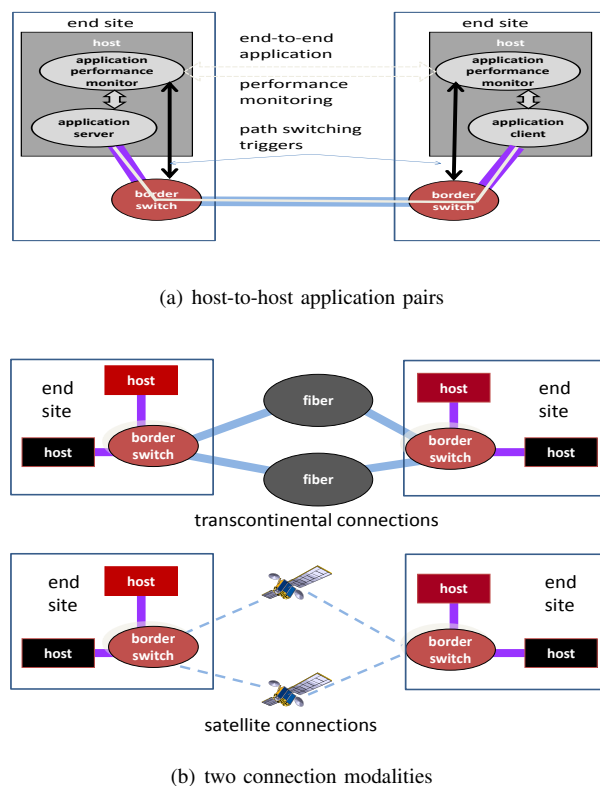 end site
end site
host
host
application
performance
monitor
end-to-end
application
application
performance
monitor
performance
monitoring
application
server
application
client
path switching
triggers
border
switch
border
switch
(a) host-to-host application pairs
host
host
end
site
fiber
end
site
host
border
switch
border
switch
host
fiber
transcontinental connections
host
host
end
site
end
site
host
border
switch
border
switch
host
satellite connections
(b) two connection modalities